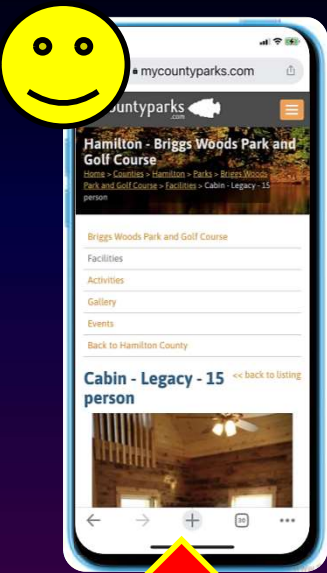 mycountyparks.com
ountyparks
.com
Hamilton - Briggs Woods Park and
Golf Course
Home > Counties > Hamilton > Parks > Briggs Woods
Park and Golf Course > Facilities > Cabin - Legacy - 15
person
Briggs Woods Park and Golf Course
Facilities
Activities
Gallery
Events
Back to Hamilton County
Cabin - Legacy - 15
person
<< back to listing